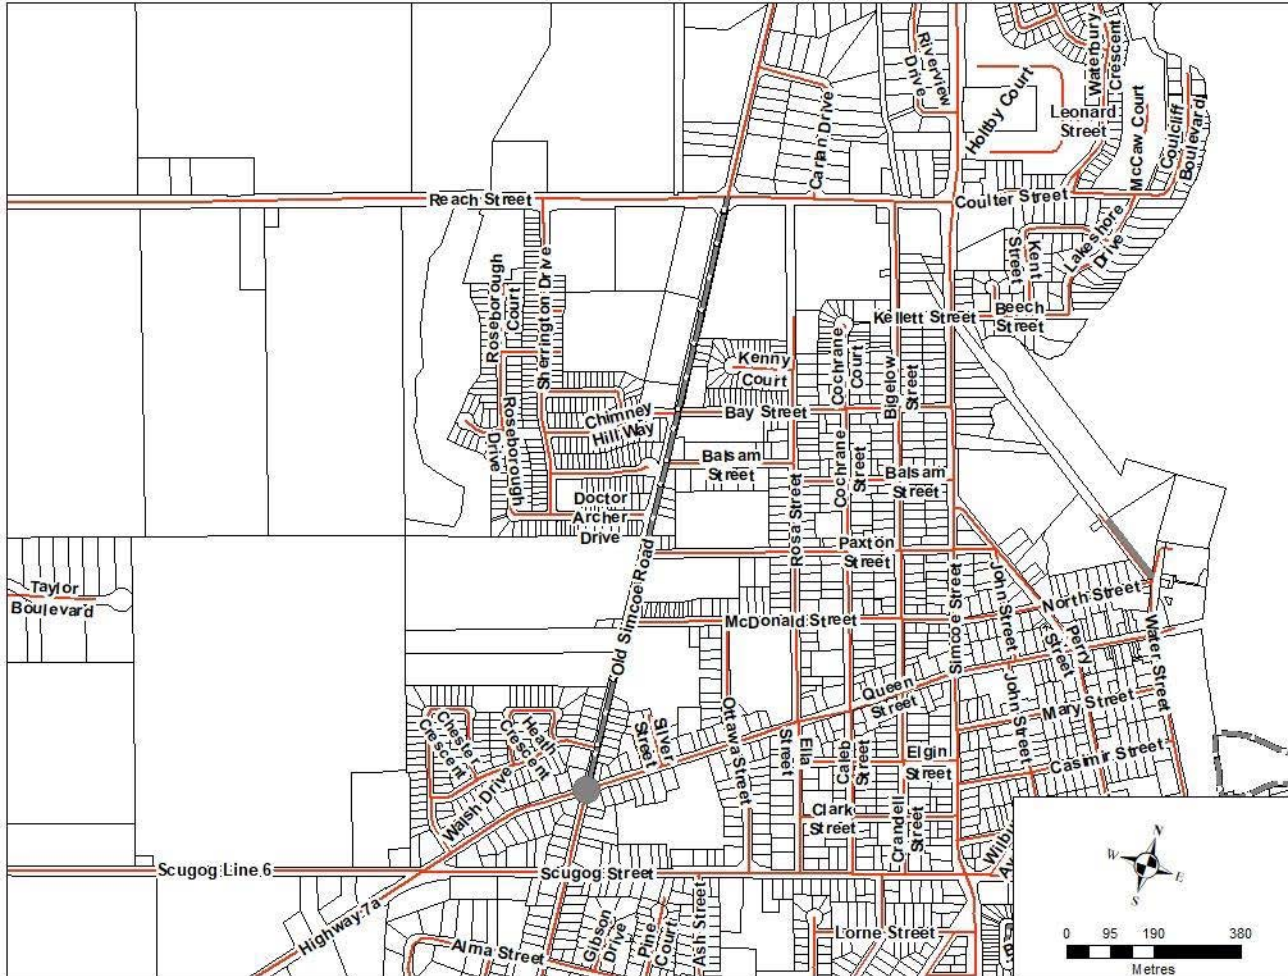 Riverview
Drive
Waterbury
Crescent
Holtby Court
Leonard
Street
McCaw Court
Coulcliff
Boulevard
Carlan Drive
Reach Street
Coulter Street
Lakeshore
Drive
Kent
Street
Beech
Street
Kellett Street
Roseborough
Court
Sherrington Drive
Kenny
Court
Cochrane
Court
Bigelow
Street
Chimney
Hill Way
Bay Street
Roseborough
Drive
Balsam
Street
Balsam
Street
Cochrane
Street
Rosa Street
Doctor
Archer
Drive
Paxton
Street
Old Simcoe Road
Simcoe Street
John Street
North Street
Taylor
Boulevard
McDonald Street
Perry
Street
Water Street
Queen
Street
John Street
Mary Street
Chester
Crescent
Heath
Crescent
Silver
Street
Ottawa Street
Ella
Street
Caleb
Street
Elgin
Street
Casimir Street
Walsh Drive
Clark
Street
Crandell
Street
Scugog Line 6
Scugog Street
Highway 7a
Alma Street
Gibson
Drive
Pine
Court
Ash Street
Lorne Street
N
W
E
S
0 95 190 380
Metres